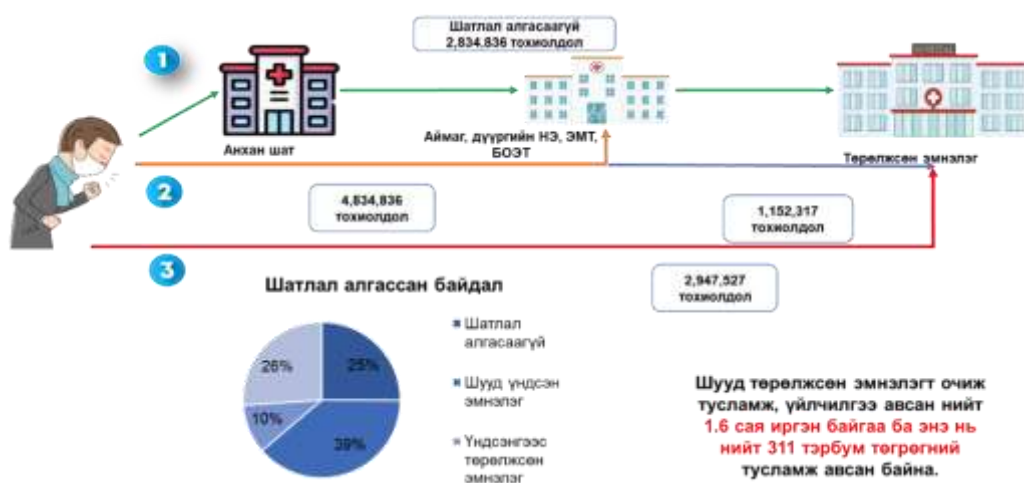 Шатлал алгасаагүй
2,834,836 тохиолдол
1
Анхан шат
Аймаг, дүүргийн НЭ, ЭМТ,
БОЭТ
Төрөлжсөн эмнэлэг
2
4,834,836
тохиолдол
1,152,317
тохиолдол
3
2,947,527
тохиолдол
Шатлал алгассан байдал
26%
25%
10%
39%
Шатлал
алгасаагүй
Шууд үндсэн
эмнэлэг
Үндсэнгээс
төрөлжсөн
эмнэлэг
Шууд төрөлжсөн эмнэлэгт очиж
тусламж, үйлчилгээ авсан нийт
1.6 сая иргэн байгаа ба энэ нь
нийт 311 тэрбум төгрөгний
тусламж авсан байна.